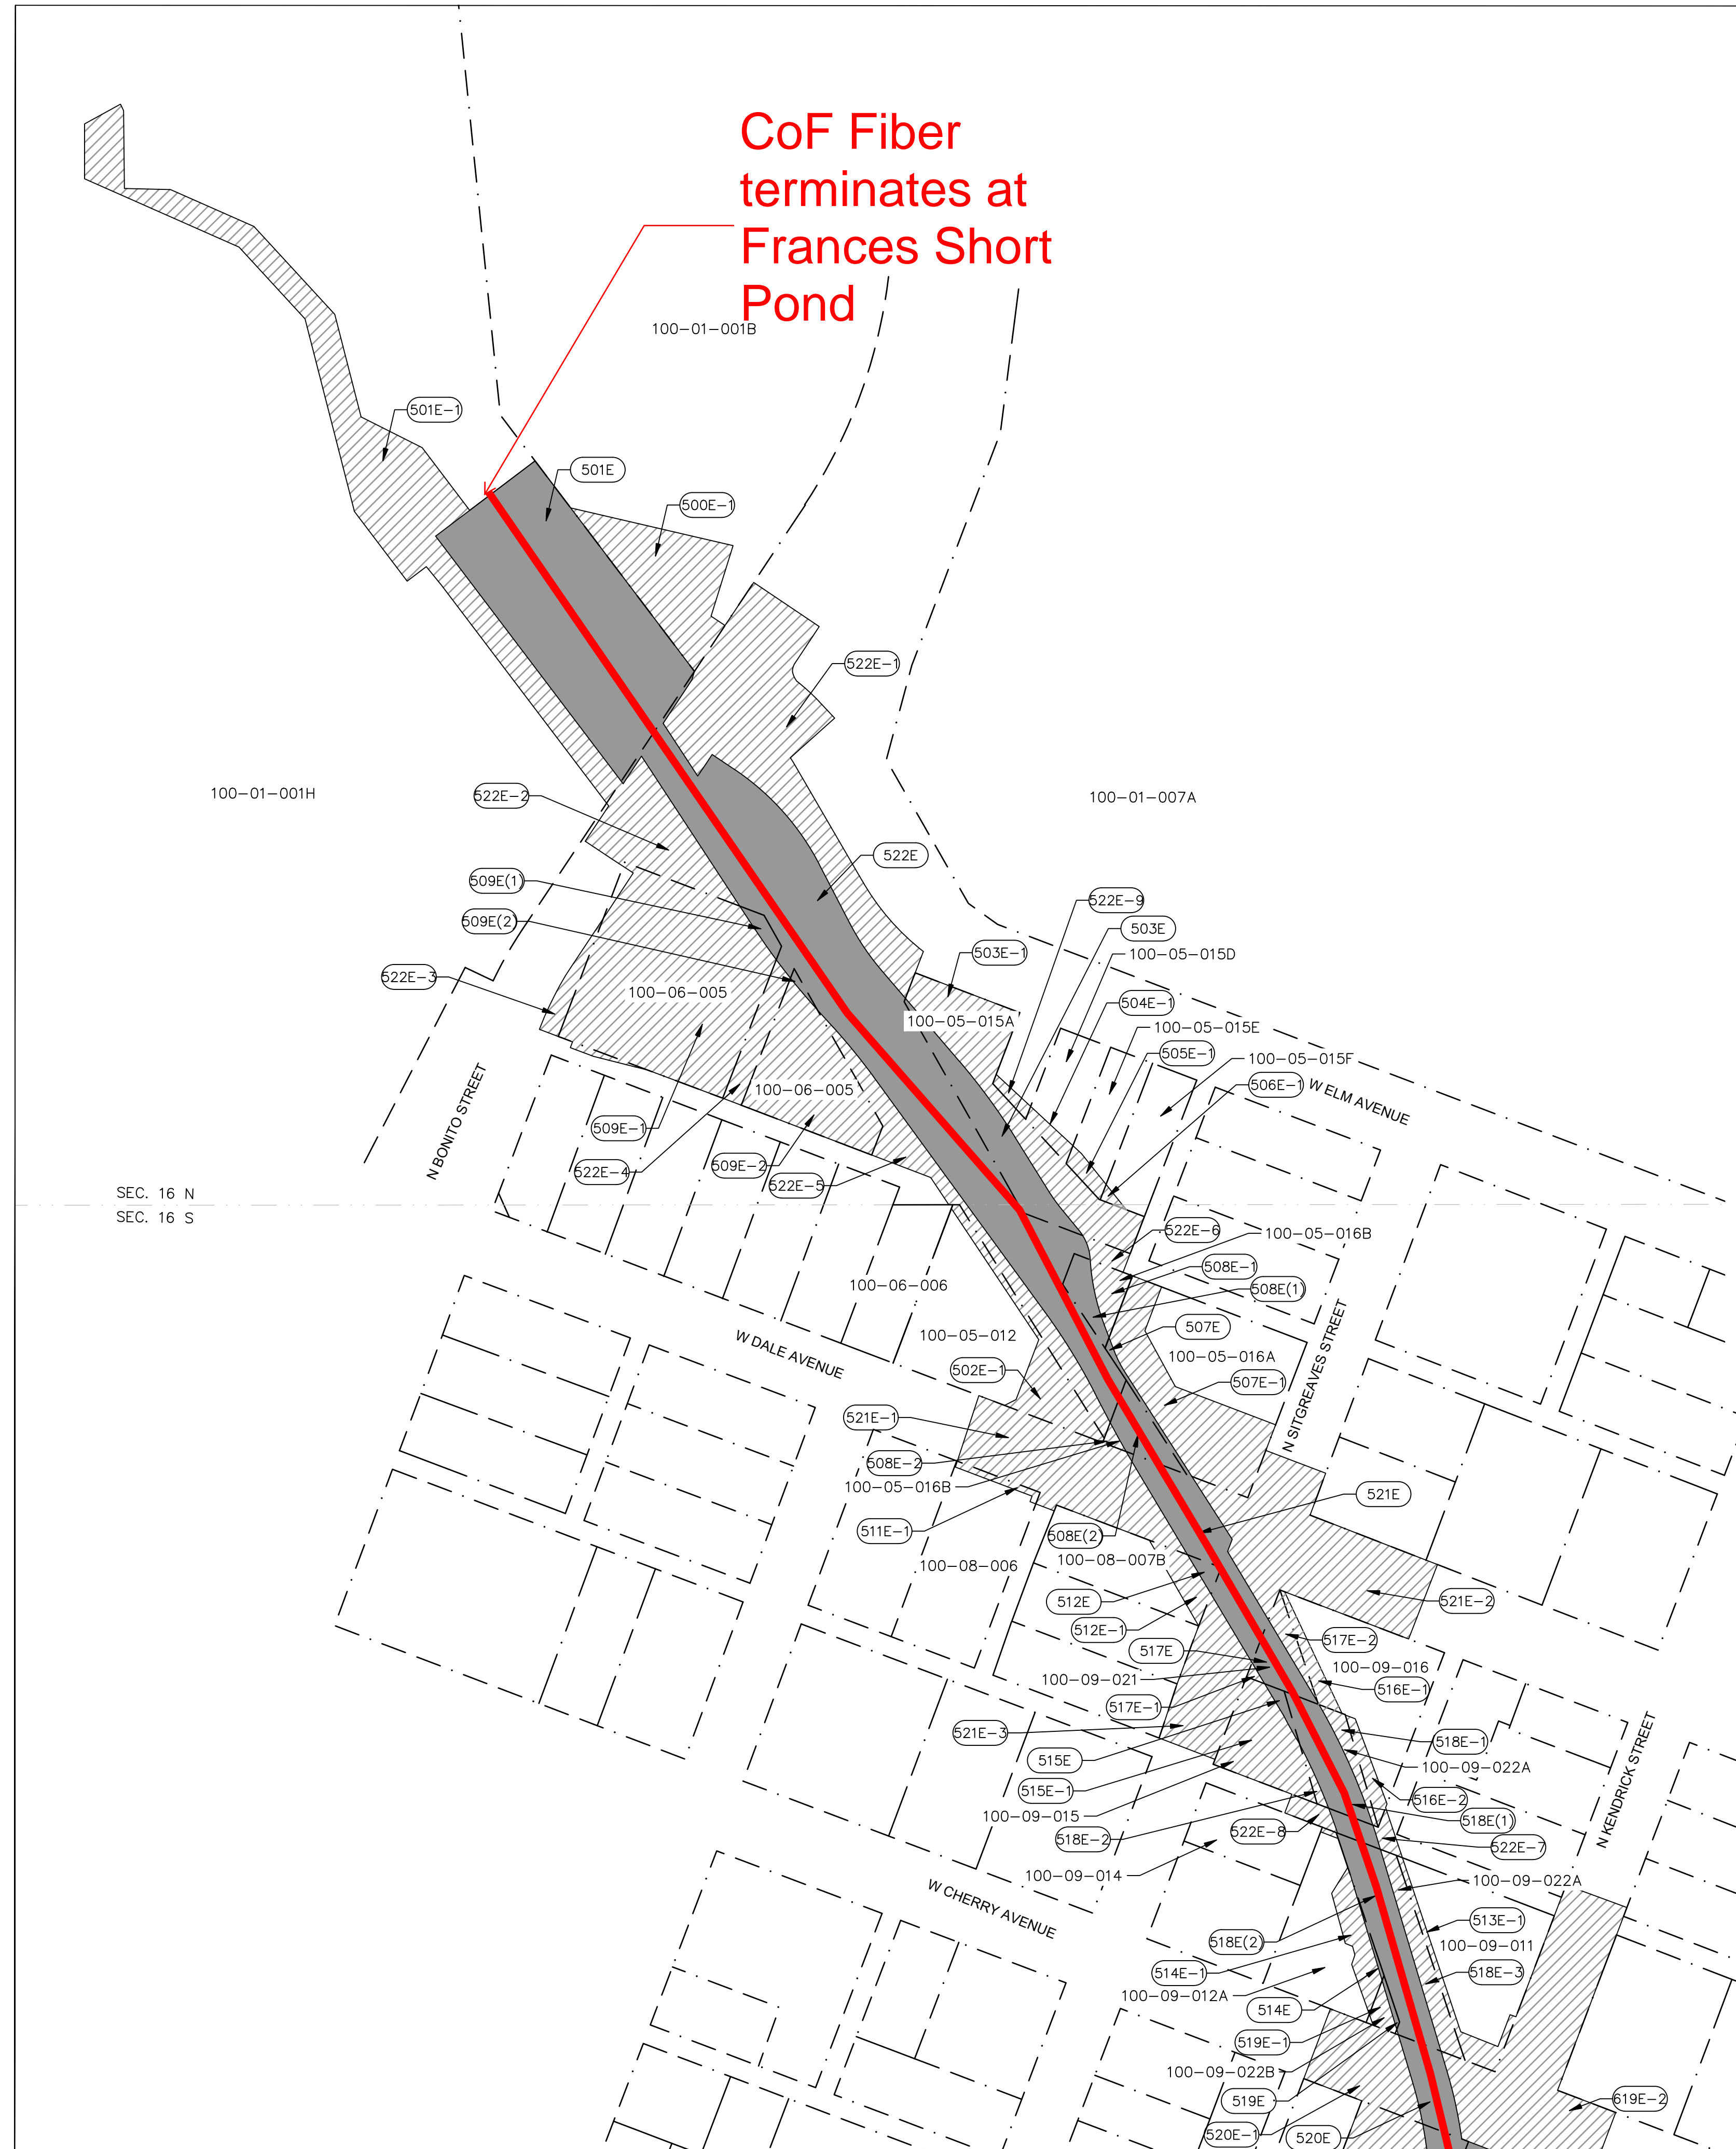 CoF Fiber
terminates at
Frances Short
Pond
100-01-001B
501E-1
501E
500E-1
522E-1
100-01-001H
522E-2
100-01-007A
522E
509E(1)
509E(2)
522E-9
503E
503E-1
100-05-015D
522E-3
100-06-005
504E-1
100-05-015A
100-05-015E
505E-1
100-05-015F
506E-1
W ELM AVENUE
100-06-005
N BONITO STREET
509E-1
522E-4
509E-2
522E-5
SEC. 16 N
SEC. 16 S
522E-6
100-05-016B
508E-1
508E(1)
100-06-006
507E
100-05-012
W DALE AVENUE
100-05-016A
502E-1
507E-1
N SITGREAVES STREET
521E-1
508E-2
100-05-016B
521E
511E-1
508E(2)
100-08-006
100-08-007B
512E
521E-2
512E-1
517E-2
517E
100-09-016
100-09-021
516E-1
517E-1
521E-3
518E-1
515E
100-09-022A
515E-1
516E-2
100-09-015
518E(1)
N KENDRICK STREET
518E-2
522E-8
522E-7
100-09-014
100-09-022A
W CHERRY AVENUE
513E-1
518E(2)
100-09-011
514E-1
518E-3
100-09-012A
514E
519E-1
100-09-022B
519E
619E-2
520E-1
520E